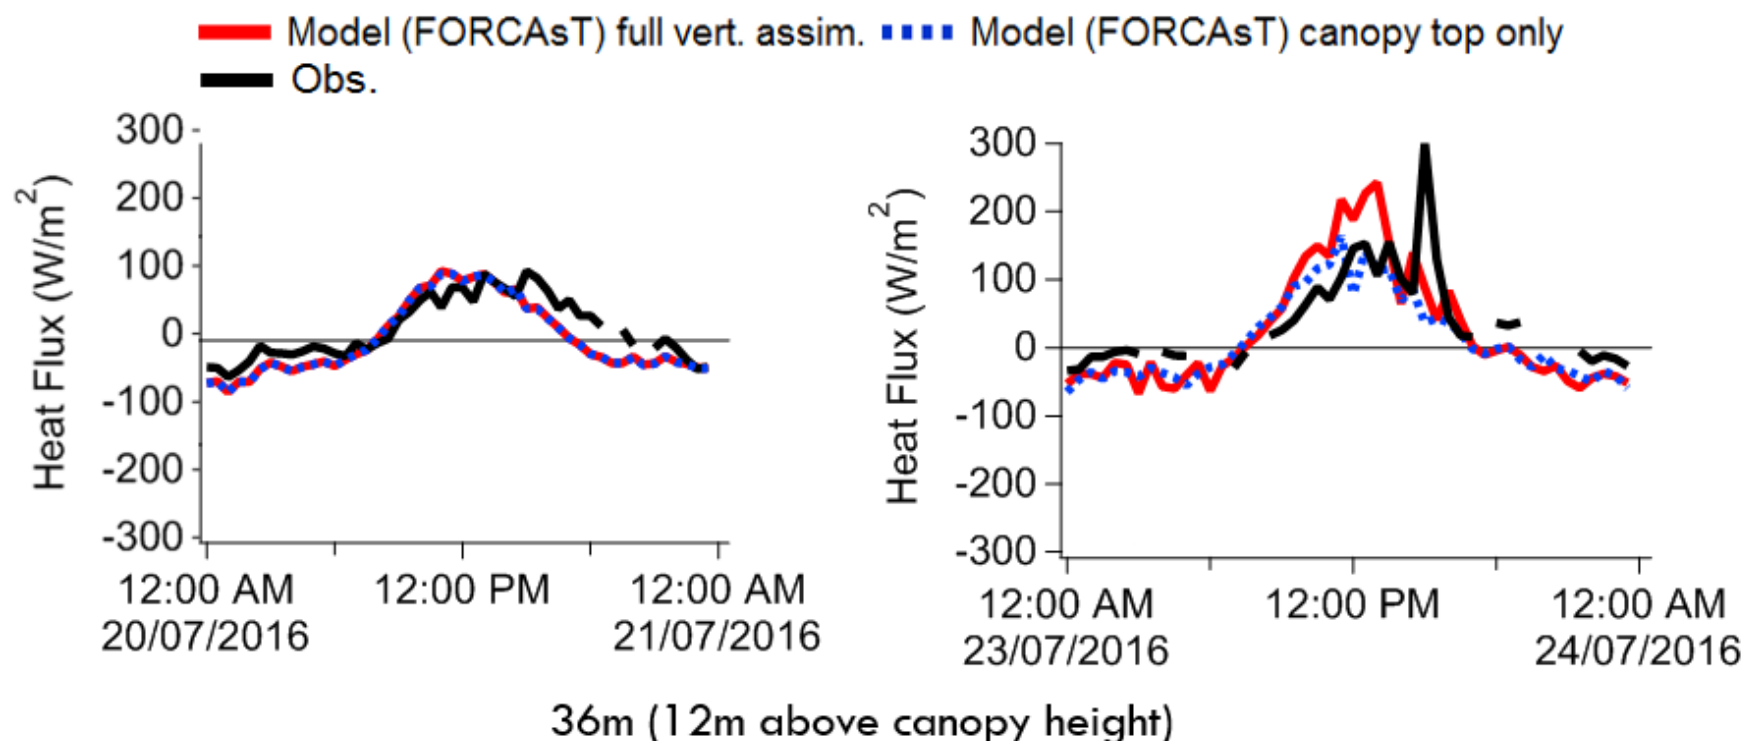 Model (FORCAsT) full vert. assim. Model (FORCAsT) canopy top only
Obs.
300
200
100
0
-100
-200
-300
Heat Flux (W/m²)
12:00 AM 12:00 PM 12:00 AM
20/07/2016 21/07/2016
300
200
100
0
-100
-200
-300
Heat Flux (W/m²)
12:00 AM 12:00 PM 12:00 AM
23/07/2016 24/07/2016
36m (12m above canopy height)